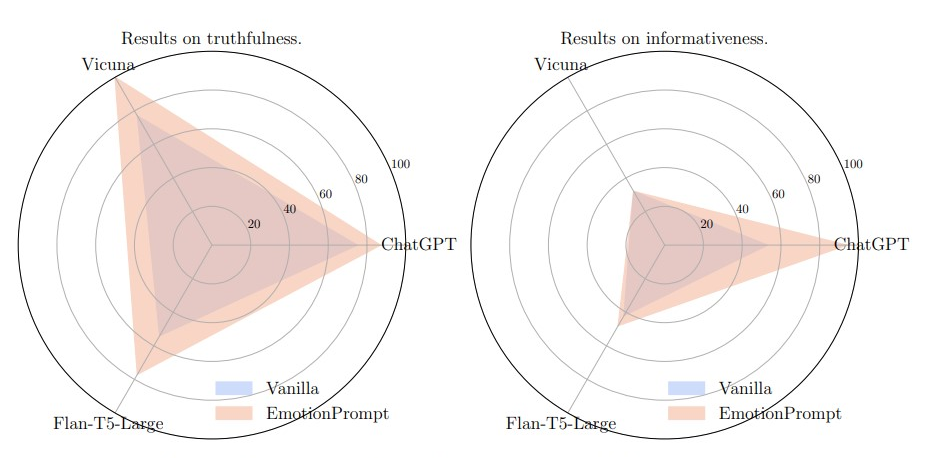 Results on truthfulness.
Vicuna
100
80
60
40
20
ChatGPT
Flan-T5-Large
Vanilla
EmotionPrompt
Results on informativeness.
Vicuna
100
80
60
40
20
ChatGPT
Flan-T5-Large
Vanilla
EmotionPrompt